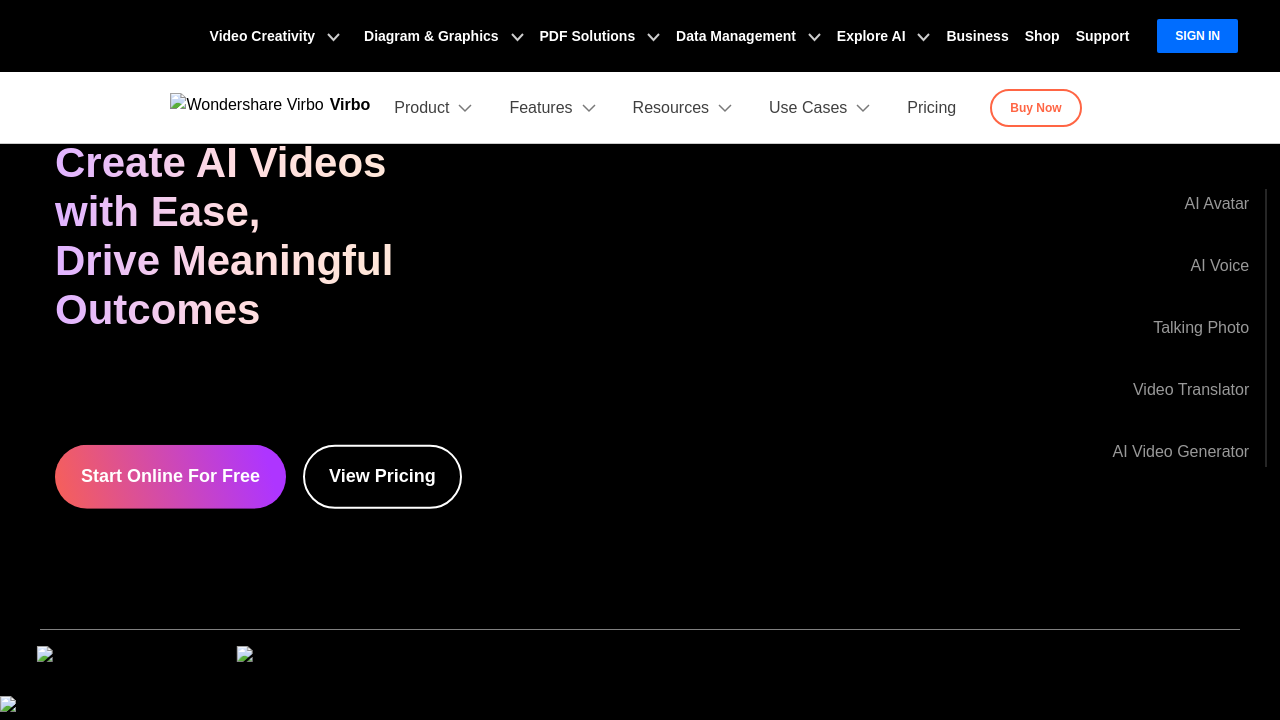 Video Creativity Diagram & Graphics PDF Solutions Data Management Explore AI Business Shop Support SIGN IN
Wondershare Virbo Virbo Product Features Resources Use Cases Pricing Buy Now
Create AI Videos
with Ease,
Drive Meaningful
Outcomes
AI Avatar
AI Voice
Talking Photo
Video Translator
AI Video Generator
Start Online For Free View Pricing